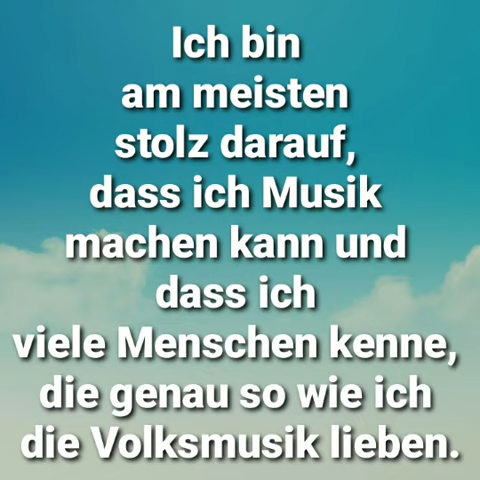 Ich bin
am meisten
stolz darauf,
dass ich Musik
machen kann und
dass ich
viele Menschen kenne,
die genau so wie ich
die Volksmusik lieben.